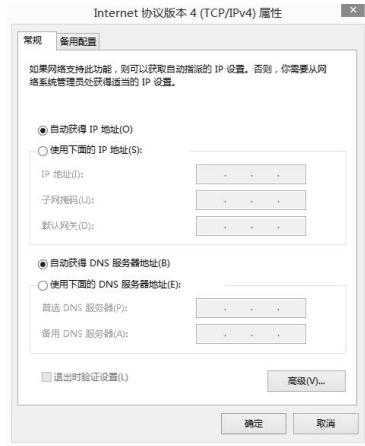 Internet 协议版本 4 (TCP/IPv4) 属性
常规 备用配置
如果网络支持此功能，则可以获取自动指派的 IP 设置。否则，你需要从网
络系统管理员处获得适当的 IP 设置。
自动获得 IP 地址(O)
使用下面的 IP 地址(S):
IP 地址(I):
子网掩码(U):
默认网关(D):
自动获得 DNS 服务器地址(B)
使用下面的 DNS 服务器地址(E):
首选 DNS 服务器(P):
备用 DNS 服务器(A):
退出时验证设置(L)
高级(V)...
确定 取消